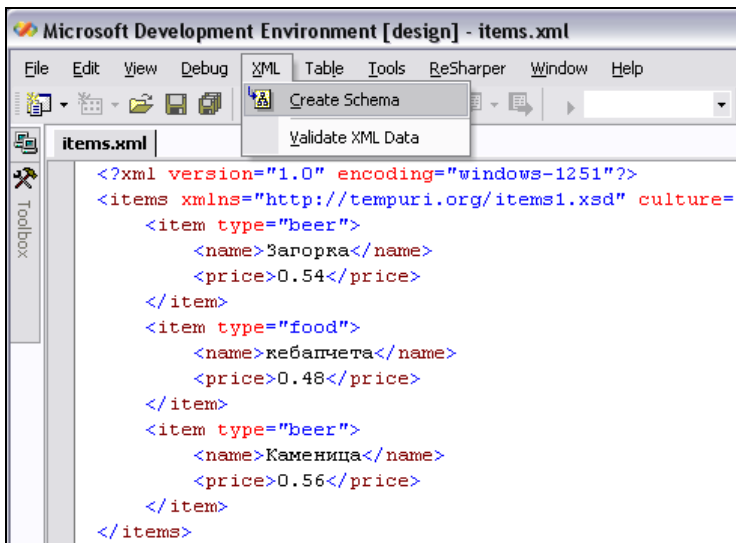 Microsoft Development Environment [design] - items.xml
File Edit View Debug XML Table Tools ReSharper Window Help
Create Schema
Validate XML Data
items.xml
Toolbox
<?xml version="1.0" encoding="windows-1251"?>
<items xmlns="http://tempuri.org/items1.xsd" culture=
<item type="beer">
<name>Загорка</name>
<price>0.54</price>
</item>
<item type="food">
<name>кебапчета</name>
<price>0.48</price>
</item>
<item type="beer">
<name>Каменица</name>
<price>0.56</price>
</item>
</items>